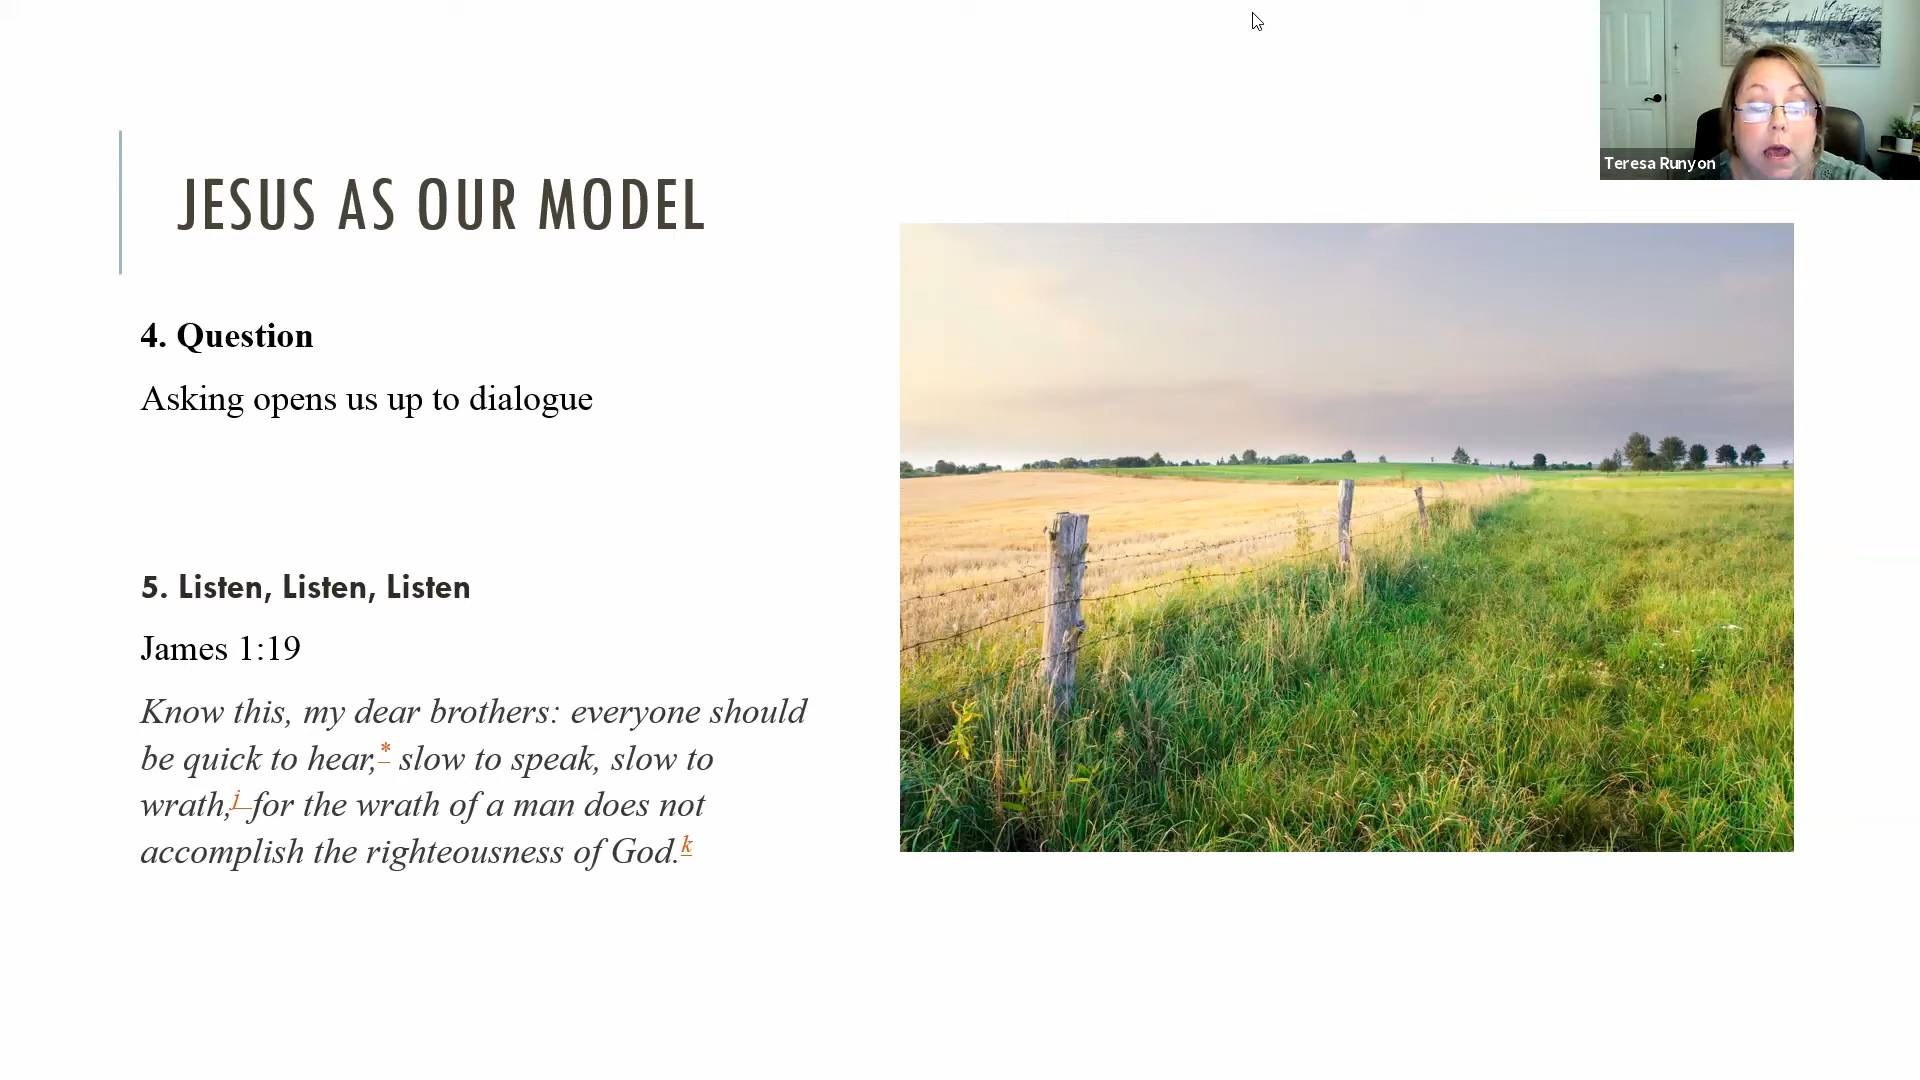 Teresa Runyon
JESUS AS OUR MODEL
4. Question
Asking opens us up to dialogue
5. Listen, Listen, Listen
James 1:19
Know this, my dear brothers: everyone should
be quick to hear,* slow to speak, slow to
wrath,j for the wrath of a man does not
accomplish the righteousness of God.k